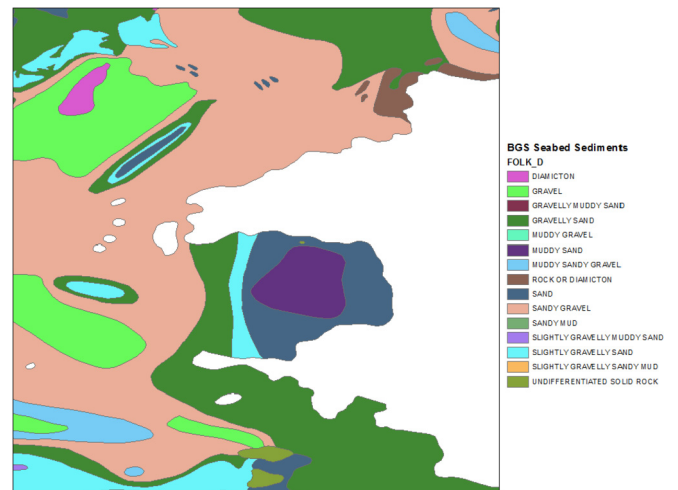 BGS Seabed Sediments
FOLK_D
DIAMICTON
GRAVEL
GRAVELLY MUDDY SAND
GRAVELLY SAND
MUDDY GRAVEL
MUDDY SAND
MUDDY SANDY GRAVEL
ROCK OR DIAMICTON
SAND
SANDY GRAVEL
SANDY MUD
SLIGHTLY GRAVELLY MUDDY SAND
SLIGHTLY GRAVELLY SAND
SLIGHTLY GRAVELLY SANDY MUD
UNDIFFERENTIATED SOLID ROCK